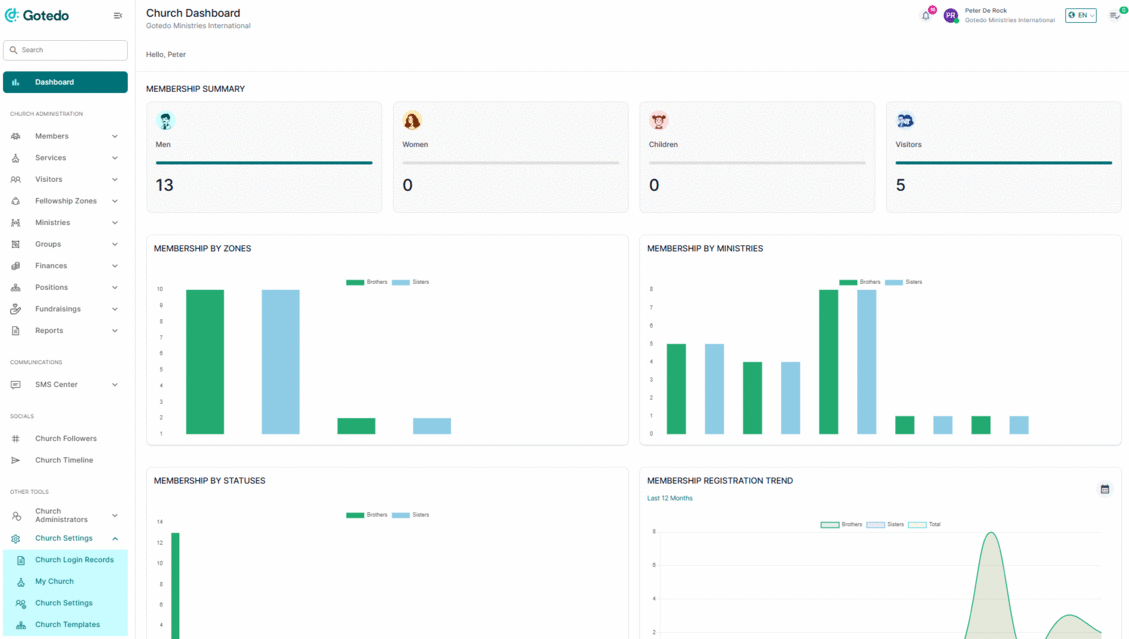 Gotedo
Search
Dashboard
CHURCH ADMINISTRATION
Members
Services
Visitors
Fellowship Zones
Ministries
Groups
Finances
Positions
Fundraisings
Reports
COMMUNICATIONS
SMS Center
SOCIALS
Church Followers
Church Timeline
OTHER TOOLS
Church
Administrators
Church Settings
Church Login Records
My Church
Church Settings
Church Templates
Church Dashboard
Gotedo Ministries International
PR
Peter De Rock
Gotedo Ministries International
EN
0
Hello, Peter
MEMBERSHIP SUMMARY
Men
13
Women
0
Children
0
Visitors
5
MEMBERSHIP BY ZONES
Brothers Sisters
10
9
8
7
6
5
4
3
2
1
MEMBERSHIP BY MINISTRIES
Brothers Sisters
8
7
6
5
4
3
2
1
0
MEMBERSHIP BY STATUSES
Brothers Sisters
14
12
10
8
6
4
MEMBERSHIP REGISTRATION TREND
Last 12 Months
Brothers Sisters Total
8
6
4
2